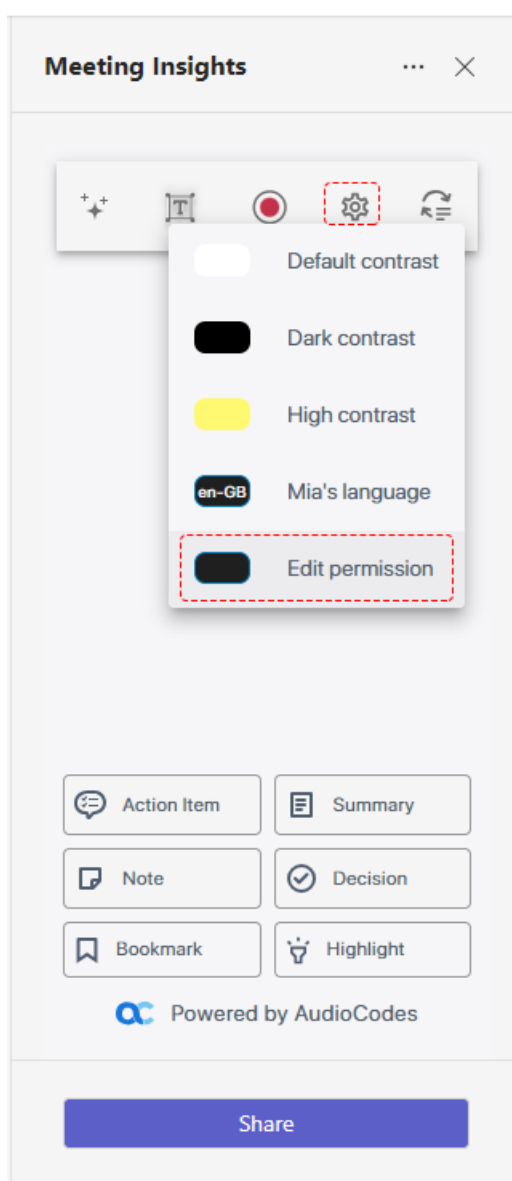 Meeting Insights
T
Default contrast
Dark contrast
High contrast
en-GB Mia's language
Edit permission
Action Item
Summary
Note
Decision
Bookmark
Highlight
Powered by AudioCodes
Share